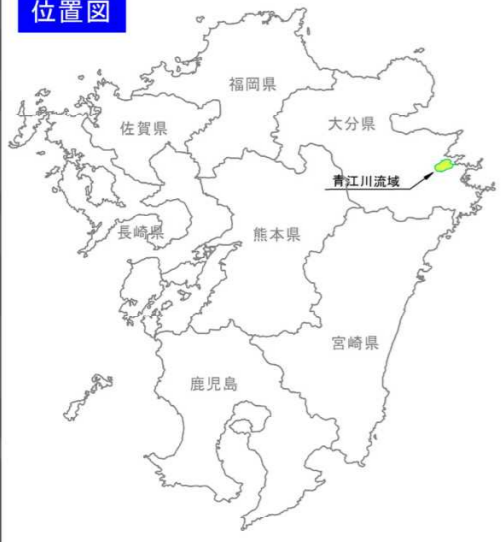 位置図
福岡県
大分県
佐賀県
青江川流域
長崎県
熊本県
宮崎県
鹿児島